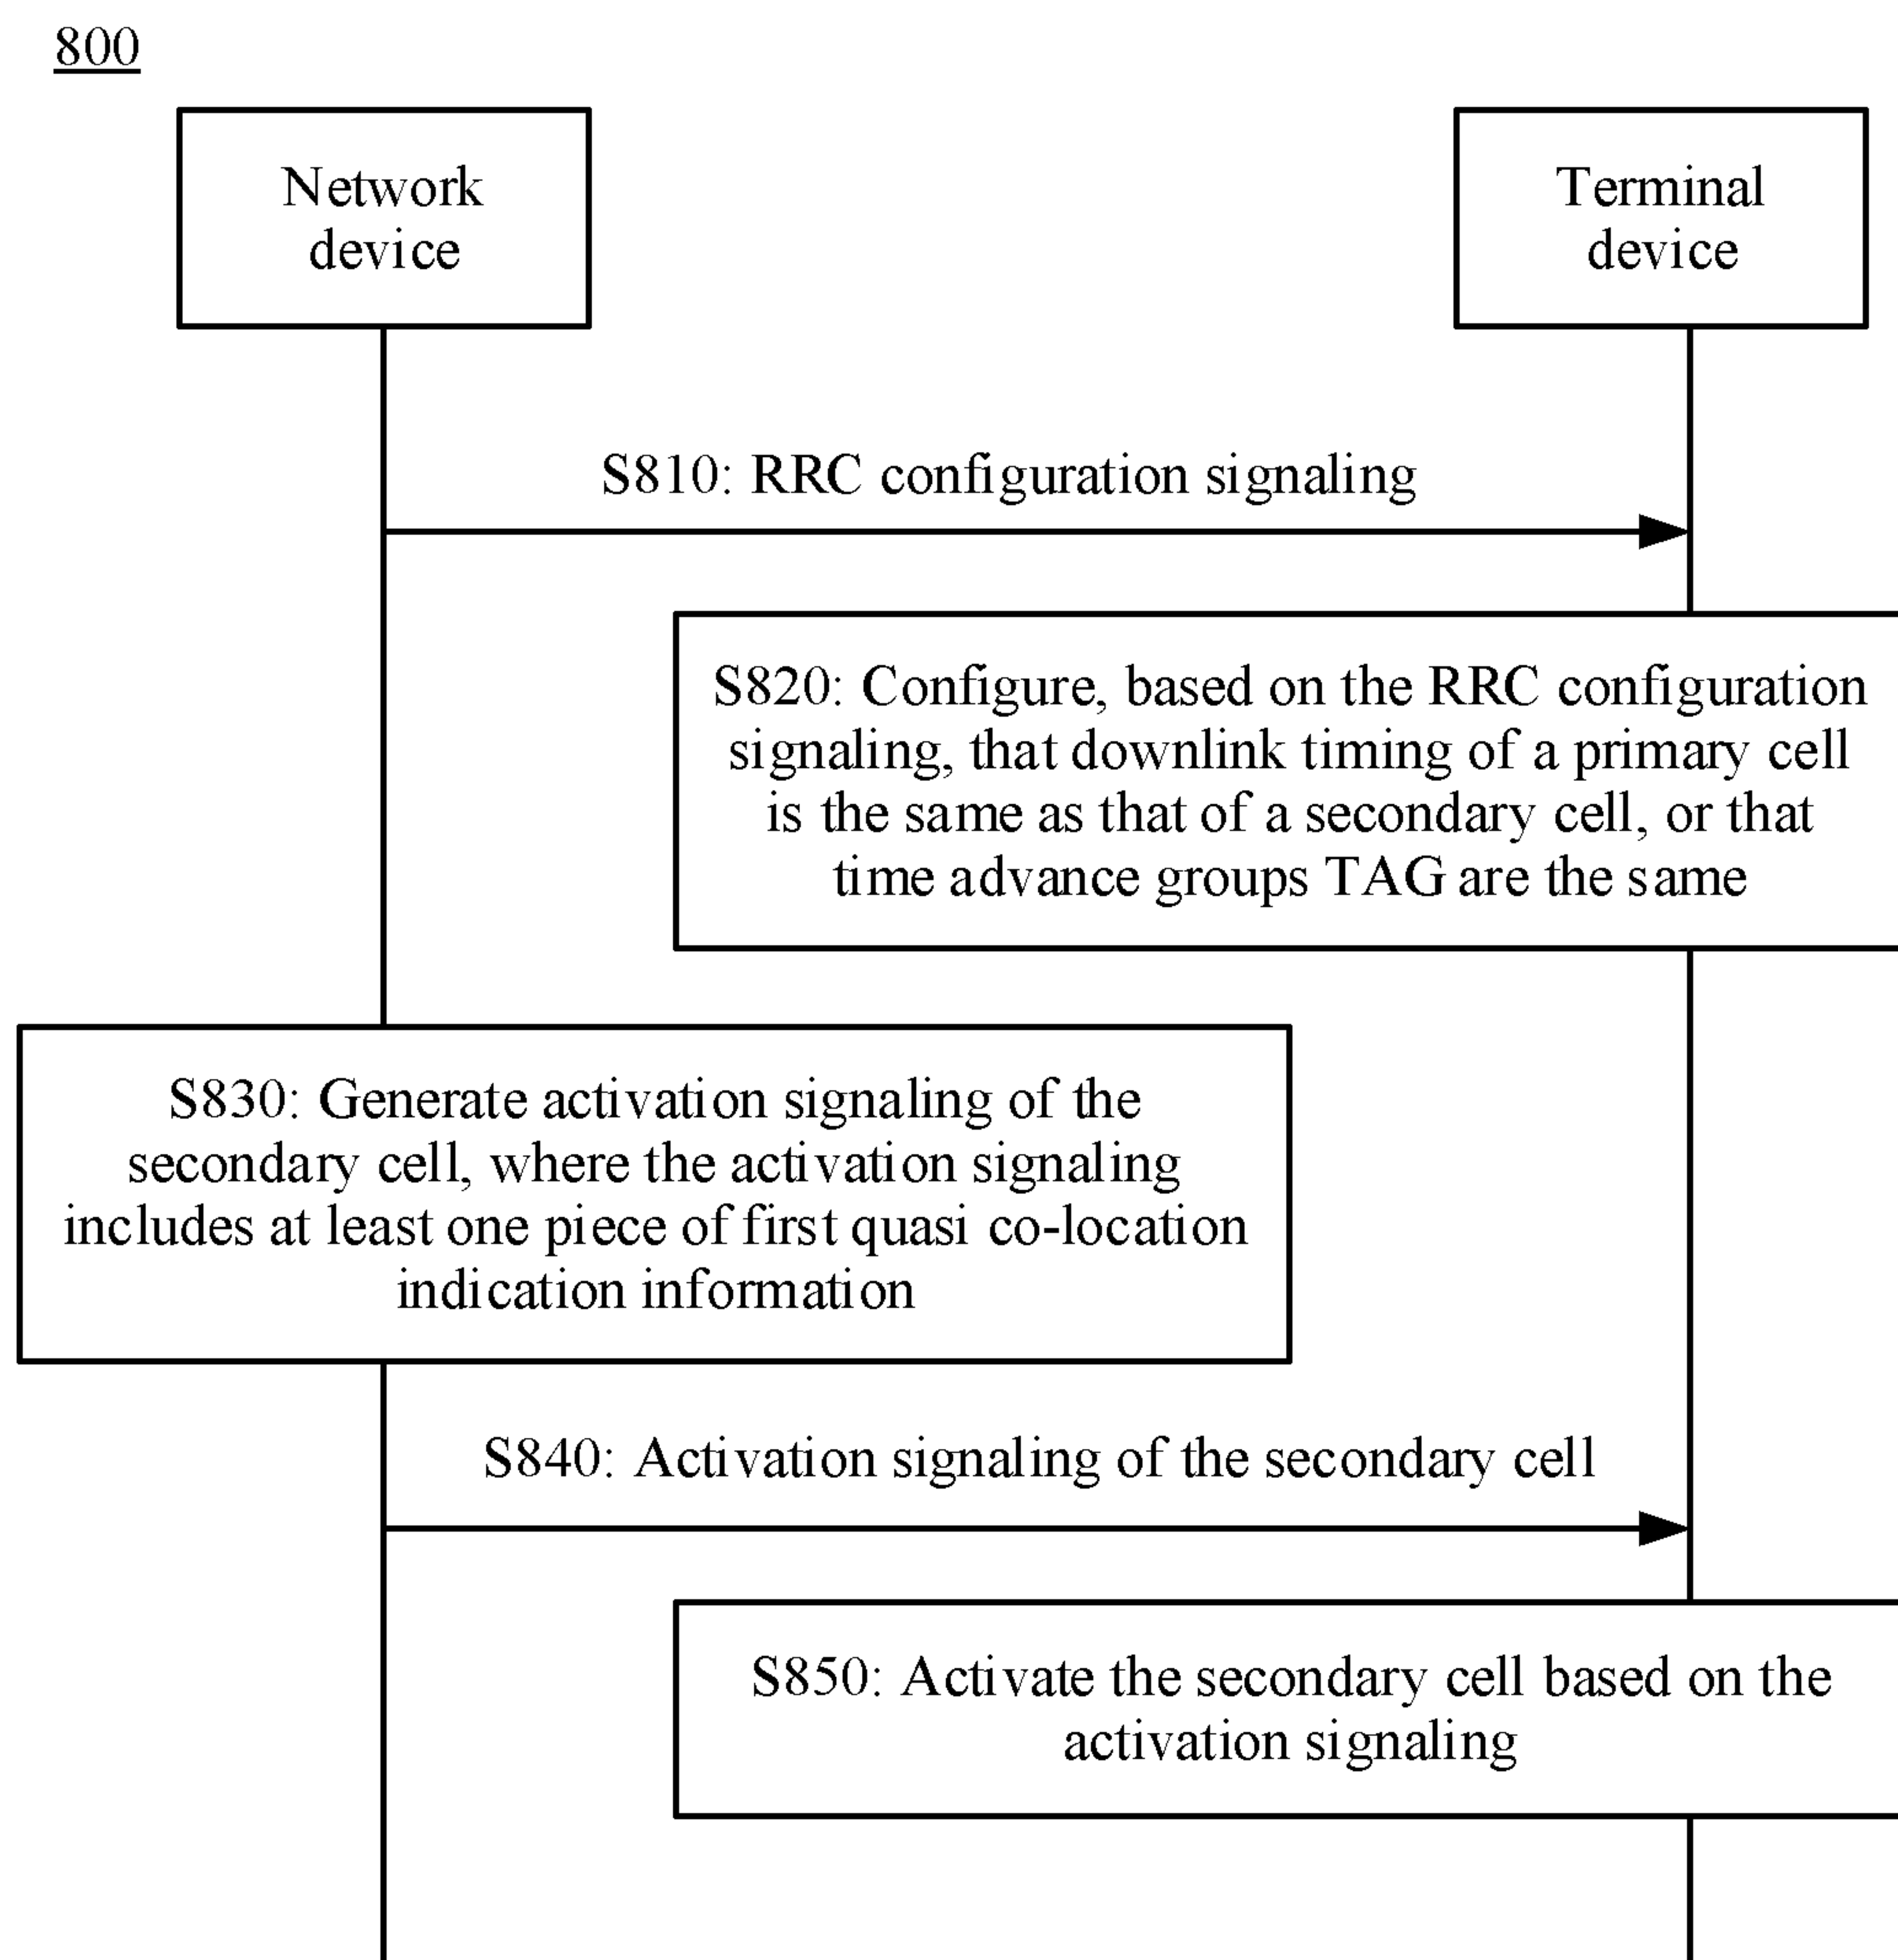 800
Network
device
Terminal
device
S810: RRC configuration signaling
S820: Configure, based on the RRC configuration
signaling, that downlink timing of a primary cell
is the same as that of a secondary cell, or that
time advance groups TAG are the same
S830: Generate activation signaling of the
secondary cell, where the activation signaling
includes at least one piece of first quasi co-location
indication information
S840: Activation signaling of the secondary cell
S850: Activate the secondary cell based on the
activation signaling